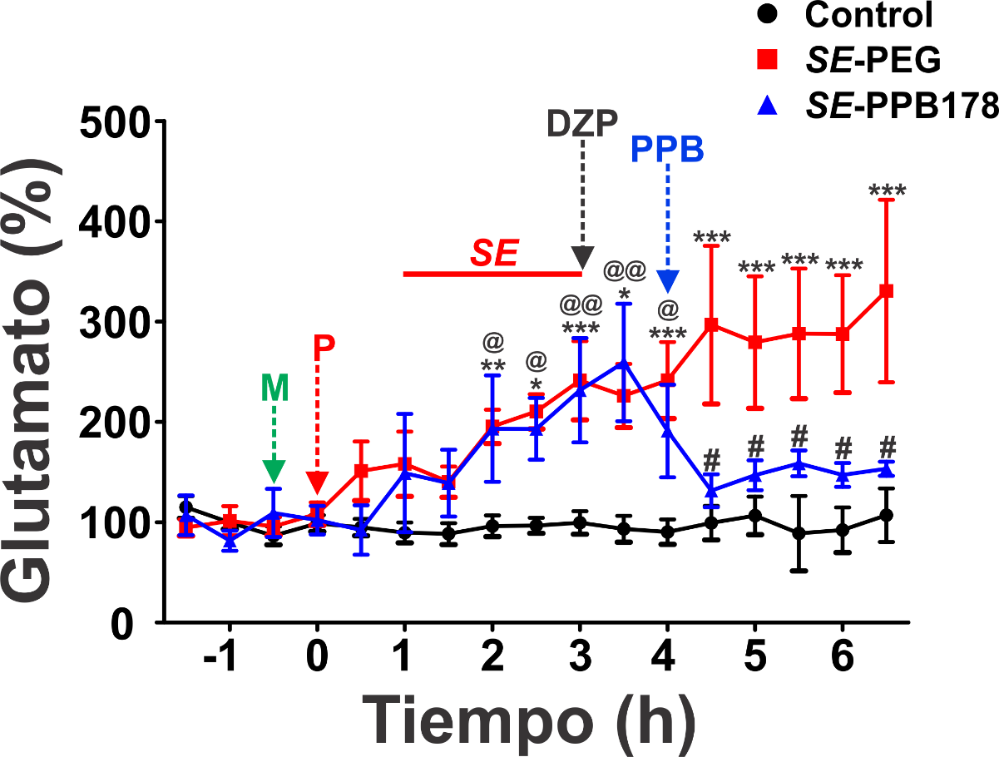 Control
SE-PEG
SE-PPB178
Glutamato (%)
500
400
300
200
100
0
DZP
PPB
SE
P
M
@
**
@
*
@@
***
@@
*
@
***
***
***
***
***
***
#
#
#
#
#
-1 0 1 2 3 4 5 6
Tiempo (h)